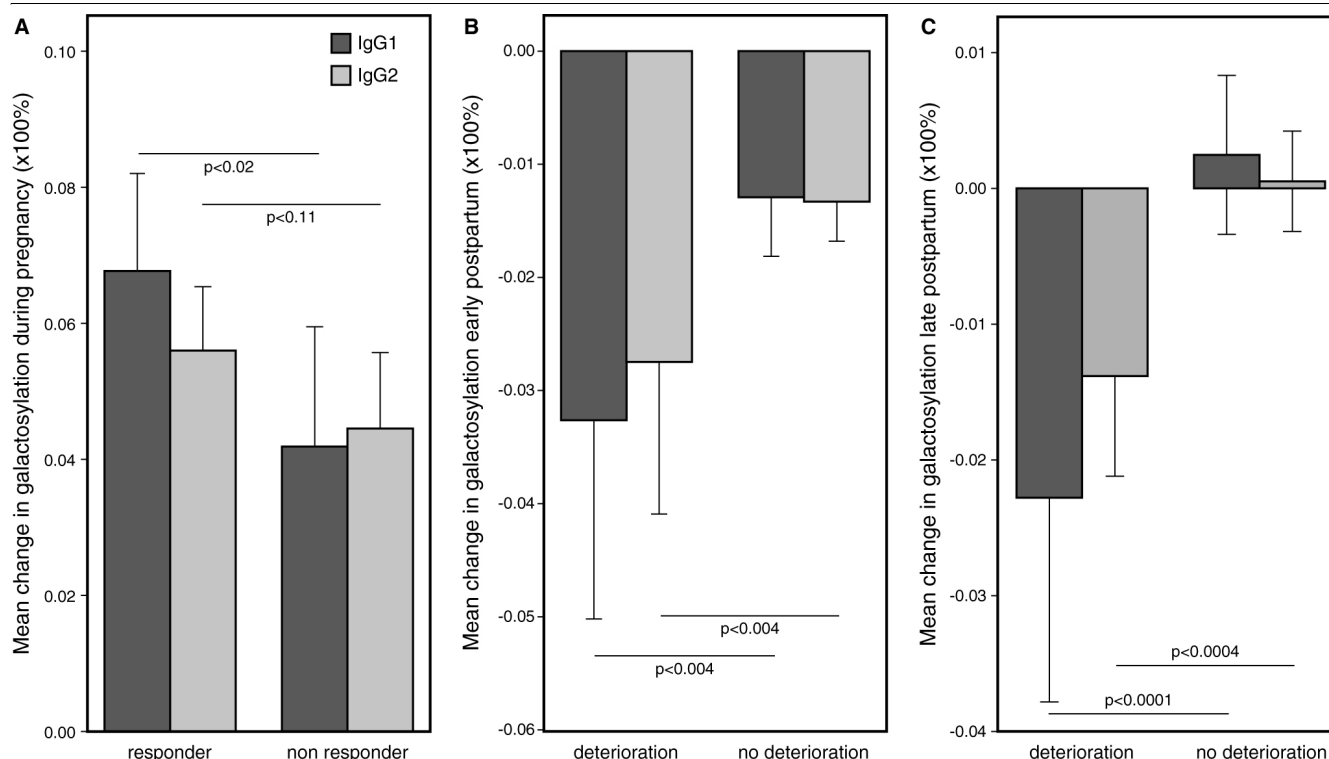 A
Mean change in galactosylation during pregnancy (x100%)
0.10
0.08
0.06
0.04
0.02
0.00
IgG1
IgG2
p<0.02
p<0.11
responder
non responder
B
Mean change in galactosylation early postpartum (x100%)
0.00
-0.01
-0.02
-0.03
-0.04
-0.05
-0.06
p<0.004
p<0.004
deterioration
no deterioration
C
Mean change in galactosylation late postpartum (x100%)
0.01
0.00
-0.01
-0.02
-0.03
-0.04
p<0.0004
p<0.0001
deterioration
no deterioration